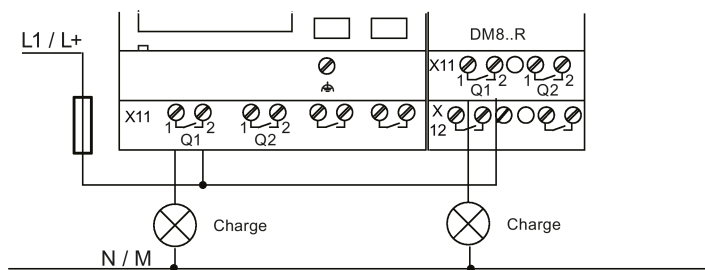 DM8..R
L1 / L+
X11
1 2 1 2
Q1 Q2
X11
1 2 1 2
Q1 Q2
X
12
Charge
Charge
N / M